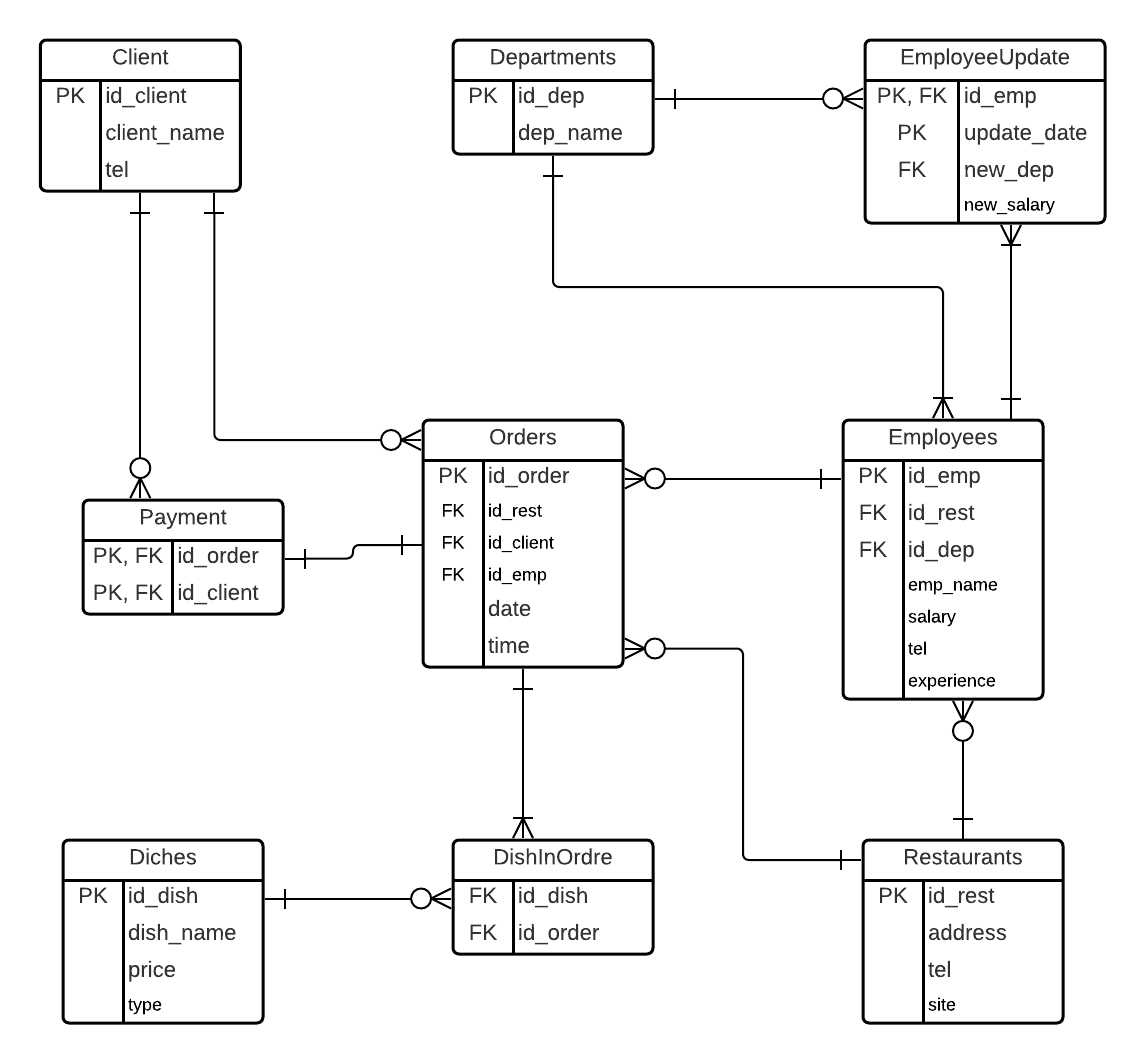 Client
PK id_client
client_name
tel
Departments
PK id_dep
dep_name
EmployeeUpdate
PK, FK id_emp
PK update_date
FK new_dep
new_salary
Payment
PK, FK id_order
PK, FK id_client
Orders
PK id_order
FK id_rest
FK id_client
FK id_emp
date
time
Employees
PK id_emp
FK id_rest
FK id_dep
emp_name
salary
tel
experience
Diches
PK id_dish
dish_name
price
type
DishInOrdre
FK id_dish
FK id_order
Restaurants
PK id_rest
address
tel
site